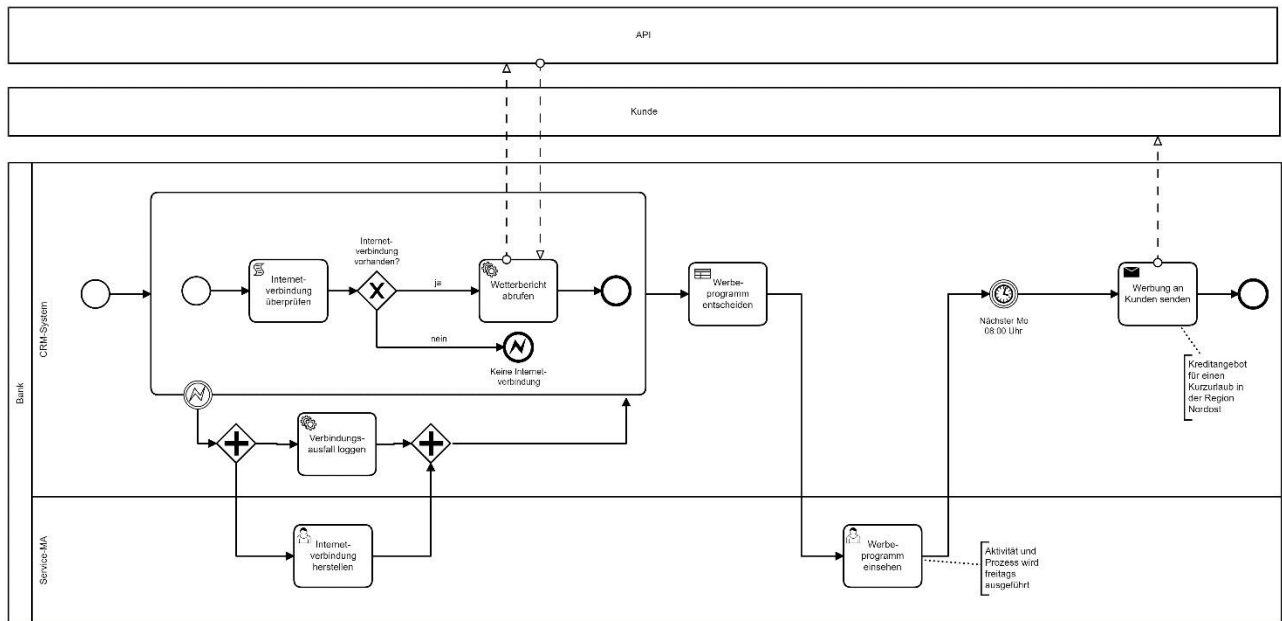 API
Kunde
Bank
CRM-System
Internet-
verbindung
überprüfen
Internet-
verbindung
vorhanden?
ja
nein
Wetterbericht
abrufen
Keine Internet-
verbindung
Werbe-
programm
entscheiden
Nächster Mo
08:00 Uhr
Werbung an
Kunden senden
Kreditangebot
für einen
Kurzurlaub in
der Region
Nordost
Verbindungs-
ausfall loggen
Service-MA
Internet-
verbindung
herstellen
Werbe-
programm
einsehen
Aktivität und
Prozess wird
freitags
ausgeführt